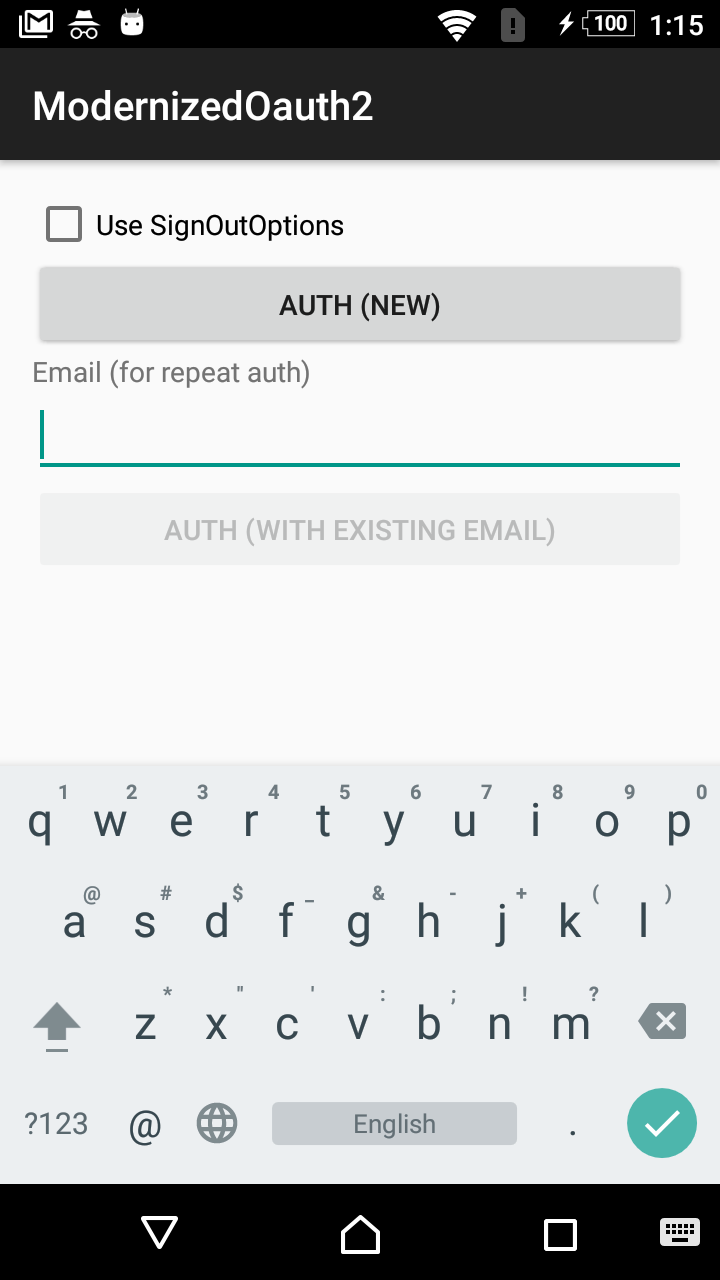 100 1:15
ModernizedOauth2
Use SignOutOptions
AUTH (NEW)
Email (for repeat auth)
AUTH (WITH EXISTING EMAIL)
1 2 3 4 5 6 7 8 9 0
q w e r t y u i o p
@ # $ _ & - + ( )
a s d f g h j k l
* " ' : ; ! ?
z x c v b n m
?123 @ English .